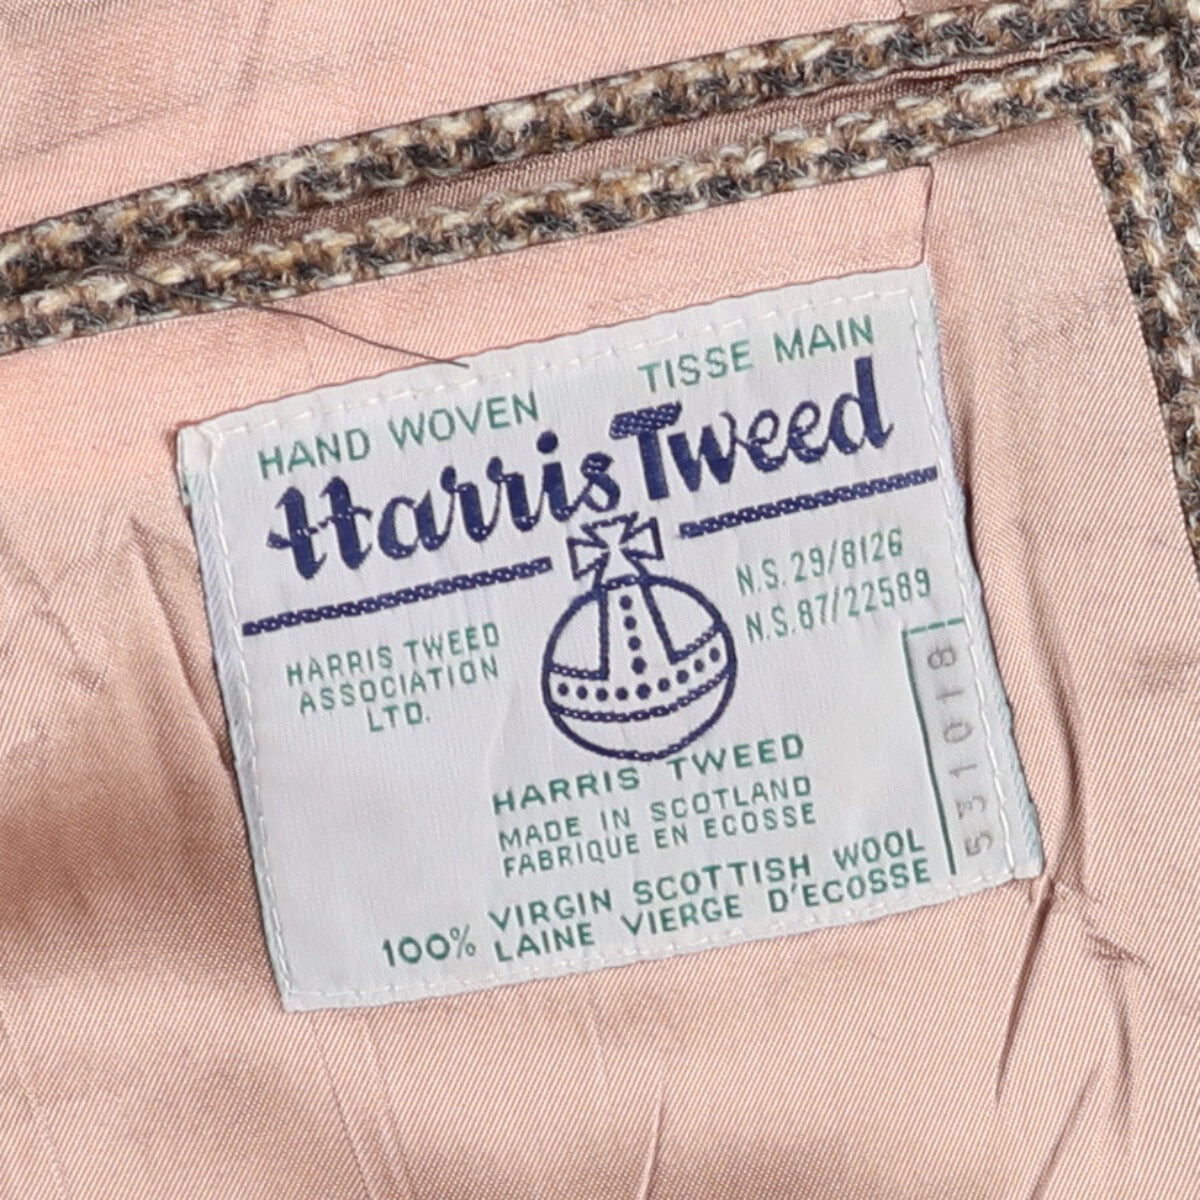 HAND WOVEN TISSE MAIN
Harris Tweed
HARRIS TWEED
ASSOCIATION
LTD.
N.S. 29/8126
N.S. 87/22589
HARRIS TWEED
MADE IN SCOTLAND
FABRIQUE EN ECOSSE
100% VIRGIN SCOTTISH WOOL
LAINE VIERGE D'ECOSSE
531018